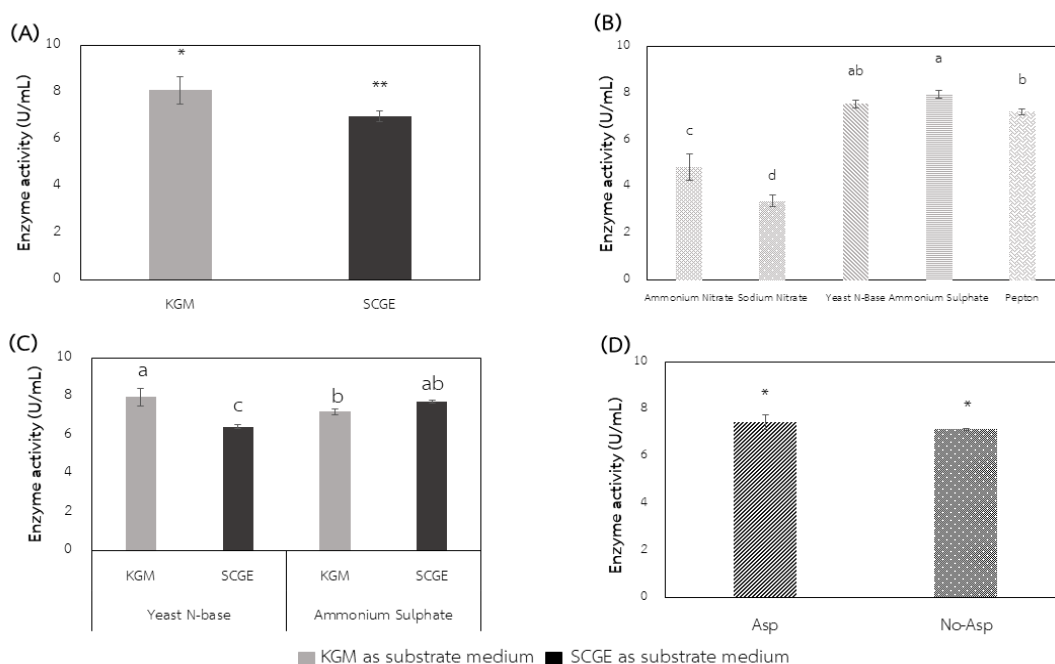 (A)
Enzyme activity (U/mL)
10
8
6
4
2
0
*
**
KGM
SCGE
(B)
Enzyme activity (U/mL)
10
8
6
4
2
0
c
d
ab
a
b
Ammonium Nitrate
Sodium Nitrate
Yeast N-Base
Ammonium Sulphate
Pepton
(C)
Enzyme activity (U/mL)
10
8
6
4
2
0
a
c
b
ab
KGM
SCGE
KGM
SCGE
Yeast N-base
Ammonium Sulphate
(D)
Enzyme activity (U/mL)
10
8
6
4
2
0
*
*
Asp
No-Asp
KGM as substrate medium
SCGE as substrate medium